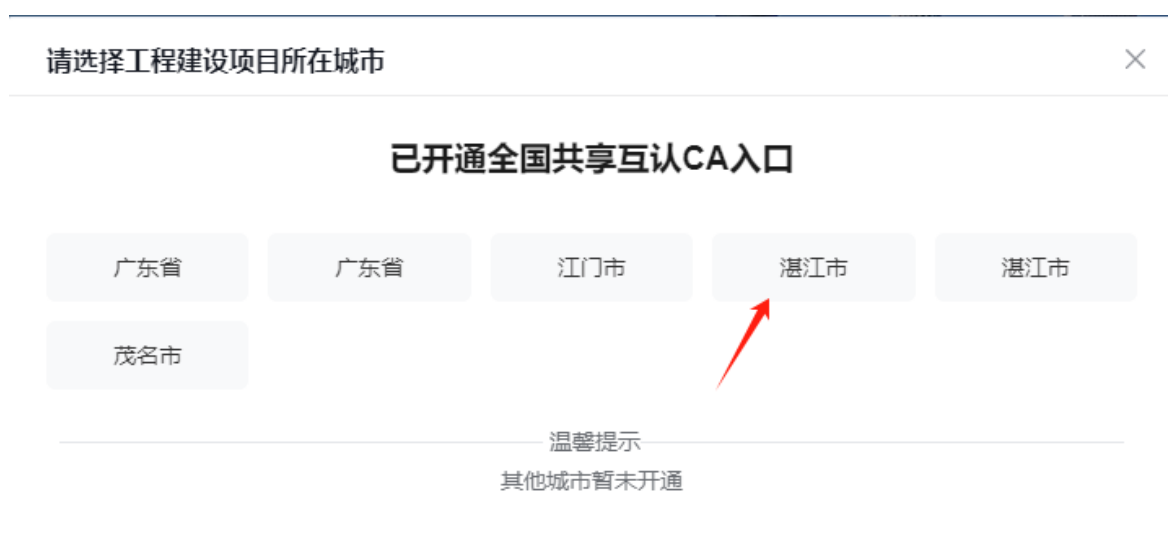 请选择工程建设项目所在城市
已开通全国共享互认CA入口
广东省 广东省 江门市 湛江市 湛江市
茂名市
温馨提示
其他城市暂未开通